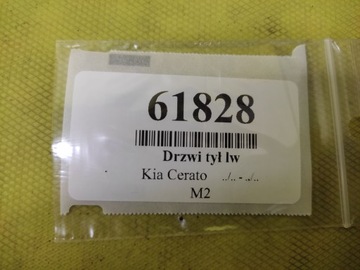 61828
Drzwi tył lw
Kia Cerato ../.. - ../..
M2